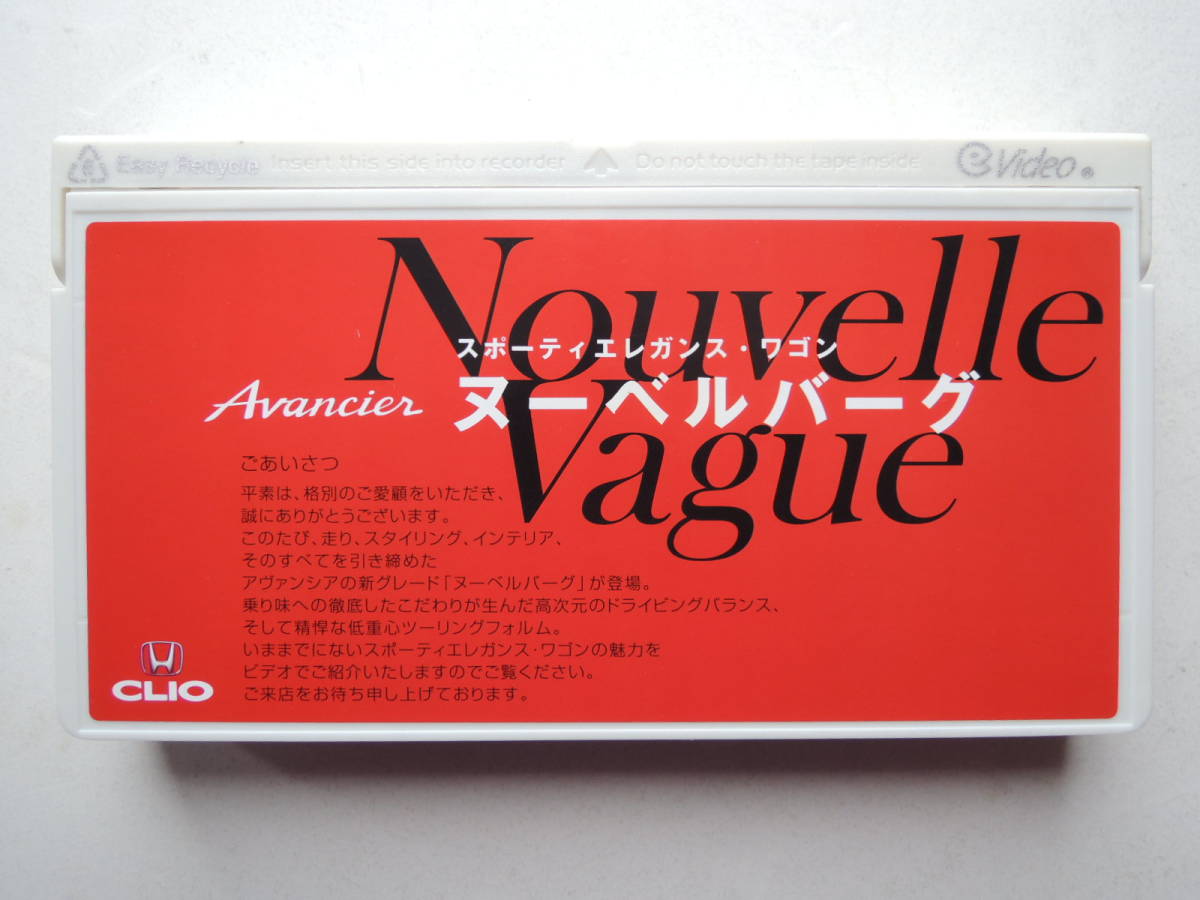 Easy Recycle Insert this side into recorder Do not touch the tape inside eVideo®
Nouvelle
スポーティエレガンス・ワゴン
Avancier ヌーベルバーグ
Vague
ごあいさつ
平素は、格別のご愛顧をいただき、
誠にありがとうございます。
このたび、走り、スタイリング、インテリア、
そのすべてを引き締めた
アヴァンシアの新グレード「ヌーベルバーグ」が登場。
乗り味への徹底したこだわりが生んだ高次元のドライビングバランス、
そして精悍な低重心ツーリングフォルム。
いままでにないスポーティエレガンス・ワゴンの魅力を
ビデオでご紹介いたしますのでご覧ください。
ご来店をお待ち申し上げております。
CLIO